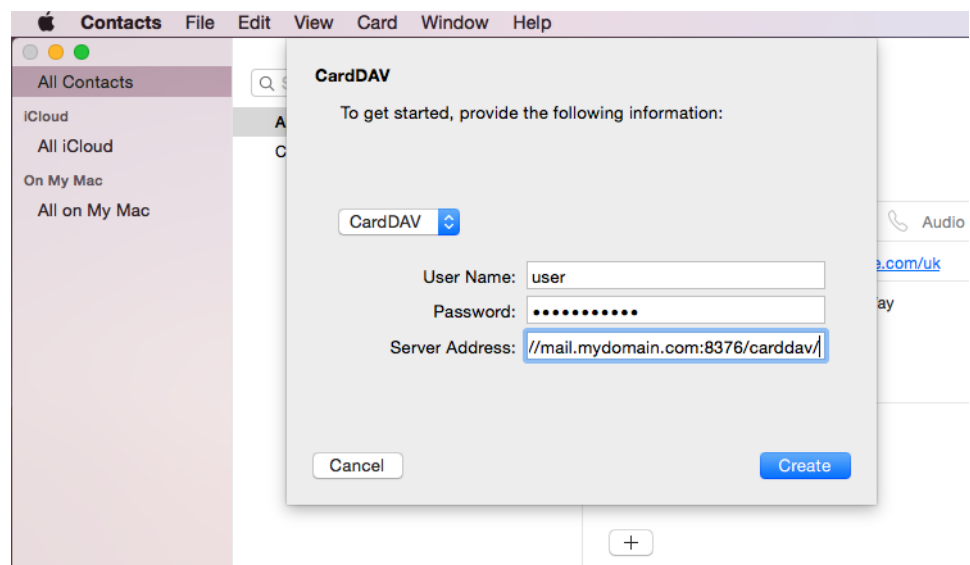 Contacts File Edit View Card Window Help
All Contacts
iCloud
All iCloud
On My Mac
All on My Mac
A
C
CardDAV
To get started, provide the following information:
CardDAV
User Name: user
Password: •••••••••••
Server Address: //mail.mydomain.com:8376/carddav/
Cancel Create
Audio
e.com/uk
ay
+